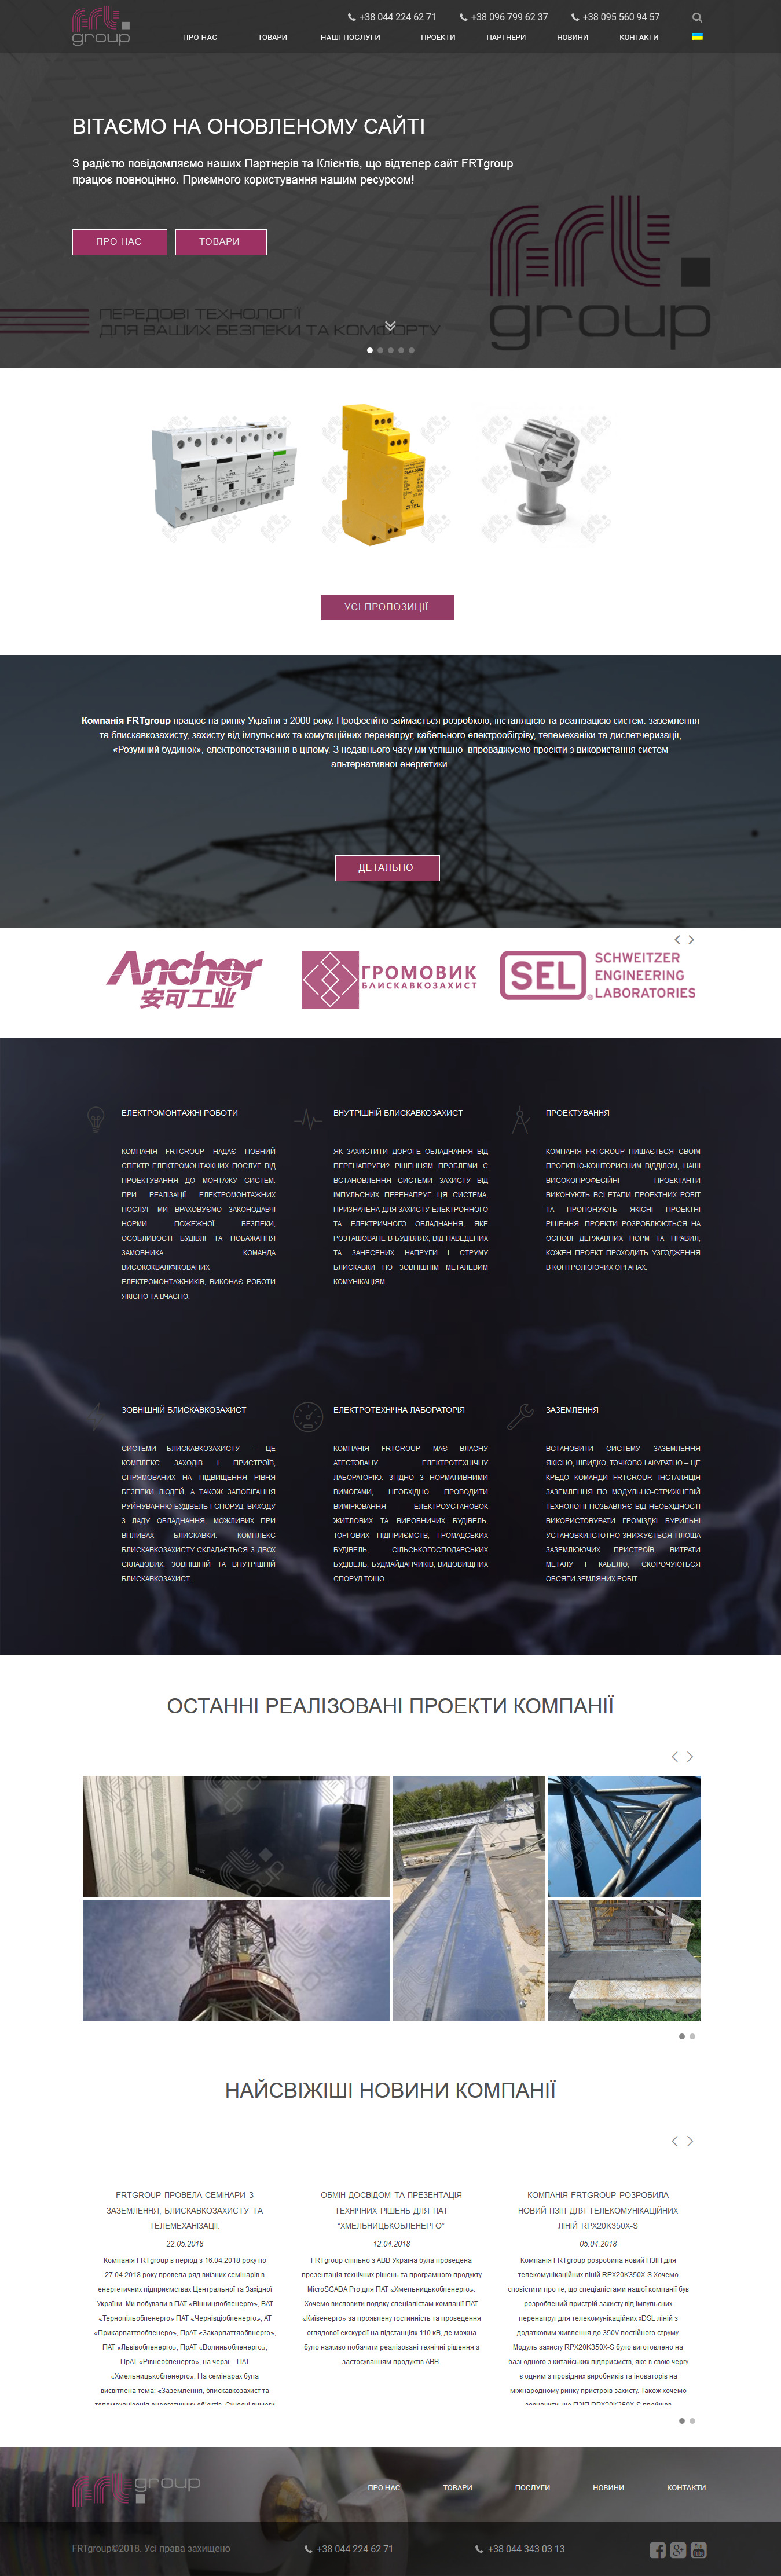 frt group
+38 044 224 62 71
+38 096 799 62 37
+38 095 560 94 57
ПРО НАС
ТОВАРИ
НАШІ ПОСЛУГИ
ПРОЕКТИ
ПАРТНЕРИ
НОВИНИ
КОНТАКТИ
ВІТАЄМО НА ОНОВЛЕНОМУ САЙТІ
З радістю повідомляємо наших Партнерів та Клієнтів, що відтепер сайт FRTgroup
працює повноцінно. Приємного користування нашим ресурсом!
ПРО НАС
ТОВАРИ
frt group
ПЕРЕДОВІ ТЕХНОЛОГІЇ
ДЛЯ ВАШИХ БЕЗПЕКИ ТА КОМФОРТУ
CITEL
УСІ ПРОПОЗИЦІЇ
Компанія FRTgroup працює на ринку України з 2008 року. Професійно займається розробкою, інсталяцією та реалізацією систем: заземлення
та блискавкозахисту, захисту від імпульсних та комутаційних перенапруг, кабельного електрообігріву, телемеханіки та диспетчеризації,
«Розумний будинок», електропостачання в цілому. З недавнього часу ми успішно впроваджуємо проекти з використання систем
альтернативної енергетики.
ДЕТАЛЬНО
Anchor
安可工业
ГРОМОВИК
БЛИСКАВКОЗАХИСТ
SEL
SCHWEITZER
ENGINEERING
LABORATORIES
ЕЛЕКТРОМОНТАЖНІ РОБОТИ
КОМПАНІЯ FRTGROUP НАДАЄ ПОВНИЙ
СПЕКТР ЕЛЕКТРОМОНТАЖНИХ ПОСЛУГ ВІД
ПРОЕКТУВАННЯ ДО МОНТАЖУ СИСТЕМ.
ПРИ РЕАЛІЗАЦІЇ ЕЛЕКТРОМОНТАЖНИХ
ПОСЛУГ МИ ВРАХОВУЄМО ЗАКОНОДАВЧІ
НОРМИ ПОЖЕЖНОЇ БЕЗПЕКИ,
ОСОБЛИВОСТІ БУДІВЛІ ТА ПОБАЖАННЯ
ЗАМОВНИКА. КОМАНДА
ВИСОКОКВАЛІФІКОВАНИХ
ЕЛЕКТРОМОНТАЖНИКІВ, ВИКОНАЄ РОБОТИ
ЯКІСНО ТА ВЧАСНО.
ВНУТРІШНІЙ БЛИСКАВКОЗАХИСТ
ЯК ЗАХИСТИТИ ДОРОГЕ ОБЛАДНАННЯ ВІД
ПЕРЕНАПРУГИ? РІШЕННЯМ ПРОБЛЕМИ Є
ВСТАНОВЛЕННЯ СИСТЕМИ ЗАХИСТУ ВІД
ІМПУЛЬСНИХ ПЕРЕНАПРУГ. ЦЯ СИСТЕМА,
ПРИЗНАЧЕНА ДЛЯ ЗАХИСТУ ЕЛЕКТРОННОГО
ТА ЕЛЕКТРИЧНОГО ОБЛАДНАННЯ, ЯКЕ
РОЗТАШОВАНЕ В БУДІВЛЯХ, ВІД НАВЕДЕНИХ
ТА ЗАНЕСЕНИХ НАПРУГИ І СТРУМУ
БЛИСКАВКИ ПО ЗОВНІШНІМ МЕТАЛЕВИМ
КОМУНІКАЦІЯМ.
ПРОЕКТУВАННЯ
КОМПАНІЯ FRTGROUP ПИШАЄТЬСЯ СВОЇМ
ПРОЕКТНО-КОШТОРИСНИМ ВІДДІЛОМ, НАШІ
ВИСОКОПРОФЕСІЙНІ ПРОЕКТАНТИ
ВИКОНУЮТЬ ВСІ ЕТАПИ ПРОЕКТНИХ РОБІТ
ТА ПРОПОНУЮТЬ ЯКІСНІ ПРОЕКТНІ
РІШЕННЯ. ПРОЕКТИ РОЗРОБЛЮЮТЬСЯ НА
ОСНОВІ ДЕРЖАВНИХ НОРМ ТА ПРАВИЛ,
КОЖЕН ПРОЕКТ ПРОХОДИТЬ УЗГОДЖЕННЯ
В КОНТРОЛЮЮЧИХ ОРГАНАХ.
ЗОВНІШНІЙ БЛИСКАВКОЗАХИСТ
СИСТЕМИ БЛИСКАВКОЗАХИСТУ – ЦЕ
КОМПЛЕКС ЗАХОДІВ І ПРИСТРОЇВ,
СПРЯМОВАНИХ НА ПІДВИЩЕННЯ РІВНЯ
БЕЗПЕКИ ЛЮДЕЙ, А ТАКОЖ ЗАПОБІГАННЯ
РУЙНУВАННЮ БУДІВЕЛЬ І СПОРУД, ВИХОДУ
З ЛАДУ ОБЛАДНАННЯ, МОЖЛИВИХ ПРИ
ВПЛИВАХ БЛИСКАВКИ. КОМПЛЕКС
БЛИСКАВКОЗАХИСТУ СКЛАДАЄТЬСЯ З ДВОХ
СКЛАДОВИХ: ЗОВНІШНІЙ ТА ВНУТРІШНІЙ
БЛИСКАВКОЗАХИСТ.
ЕЛЕКТРОТЕХНІЧНА ЛАБОРАТОРІЯ
КОМПАНІЯ FRTGROUP МАЄ ВЛАСНУ
АТЕСТОВАНУ ЕЛЕКТРОТЕХНІЧНУ
ЛАБОРАТОРІЮ. ЗГІДНО З НОРМАТИВНИМИ
ВИМОГАМИ, НЕОБХІДНО ПРОВОДИТИ
ВИМІРЮВАННЯ ЕЛЕКТРОУСТАНОВОК
ЖИТЛОВИХ ТА ВИРОБНИЧИХ БУДІВЕЛЬ,
ТОРГОВИХ ПІДПРИЄМСТВ, ГРОМАДСЬКИХ
БУДІВЕЛЬ, СІЛЬСЬКОГОСПОДАРСЬКИХ
БУДІВЕЛЬ, БУДМАЙДАНЧИКІВ, ВИДОВИЩНИХ
СПОРУД ТОЩО.
ЗАЗЕМЛЕННЯ
ВСТАНОВИТИ СИСТЕМУ ЗАЗЕМЛЕННЯ
ЯКІСНО, ШВИДКО, ТОЧКОВО І АКУРАТНО – ЦЕ
КРЕДО КОМАНДИ FRTGROUP. ІНСТАЛЯЦІЯ
ЗАЗЕМЛЕННЯ ПО МОДУЛЬНО-СТРИЖНЕВІЙ
ТЕХНОЛОГІЇ ПОЗБАВЛЯЄ ВІД НЕОБХІДНОСТІ
ВИКОРИСТОВУВАТИ ГРОМІЗДКІ БУРИЛЬНІ
УСТАНОВКИ,ІСТОТНО ЗНИЖУЄТЬСЯ ПЛОЩА
ЗАЗЕМЛЮЮЧИХ ПРИСТРОЇВ, ВИТРАТИ
МЕТАЛУ І КАБЕЛЮ, СКОРОЧУЮТЬСЯ
ОБСЯГИ ЗЕМЛЯНИХ РОБІТ.
ОСТАННІ РЕАЛІЗОВАНІ ПРОЕКТИ КОМПАНІЇ
НАЙСВІЖІШІ НОВИНИ КОМПАНІЇ
FRTGROUP ПРОВЕЛА СЕМІНАРИ З
ЗАЗЕМЛЕННЯ, БЛИСКАВКОЗАХИСТУ ТА
ТЕЛЕМЕХАНІЗАЦІЇ.
22.05.2018
Компанія FRTgroup в період з 16.04.2018 року по
27.04.2018 року провела ряд виїзних семінарів в
енергетичних підприємствах Центральної та Західної
України. Ми побували в ПАТ «Вінницяобленерго», ВАТ
«Тернопільобленерго» ПАТ «Чернівціобленерго», АТ
«Прикарпаттяобленеро», ПрАТ «Закарпаттяоблнерго»,
ПАТ «Львівобленерго», ПрАТ «Волиньобленерго»,
ПрАТ «Рівнеобленерго», на черзі – ПАТ
«Хмельницькобленерго». На семінарах була
висвітлена тема: «Заземлення, блискавкозахист та
телемеханізація енергетичних об'єктів. Сучасні вимоги
ОБМІН ДОСВІДОМ ТА ПРЕЗЕНТАЦІЯ
ТЕХНІЧНИХ РІШЕНЬ ДЛЯ ПАТ
"ХМЕЛЬНИЦЬКОБЛЕНЕРГО"
12.04.2018
FRTgroup спільно з ABB Україна була проведена
презентація технічних рішень та програмного продукту
MicroSCADA Pro для ПАТ «Хмельницькобленерго».
Хочемо висловити подяку спеціалістам компанії ПАТ
«Київенерго» за проявлену гостинність та проведення
оглядової екскурсії на підстанціях 110 кВ, де можна
було наживо побачити реалізовані технічні рішення з
застосуванням продуктів ABB.
КОМПАНІЯ FRTGROUP РОЗРОБИЛА
НОВИЙ ПЗІП ДЛЯ ТЕЛЕКОМУНІКАЦІЙНИХ
ЛІНІЙ RPX20K350X-S
05.04.2018
Компанія FRTgroup розробила новий ПЗІП для
телекомунікаційних ліній RPX20K350X-S Хочемо
сповістити про те, що спеціалістами нашої компанії був
розроблений пристрій захисту від імпульсних
перенапруг для телекомунікаційних xDSL ліній з
додатковим живлення до 350V постійного струму.
Модуль захисту RPX20K350X-S було виготовлено на
базі одного з китайських підприємств, яке в свою чергу
є одним з провідних виробників та іноваторів на
міжнародному ринку пристроїв захисту. Також хочемо
зазначити, що ПЗІП RPX20K350X-S пройшов
frt group
ПРО НАС
ТОВАРИ
ПОСЛУГИ
НОВИНИ
КОНТАКТИ
FRTgroup©2018. Усі права захищено
+38 044 224 62 71
+38 044 343 03 13